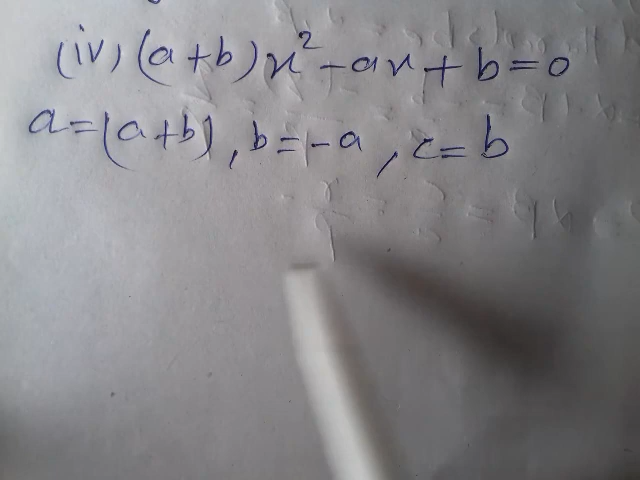 (iv) (a+b)x² - ax + b = 0
a = (a+b), b = -a, c = b